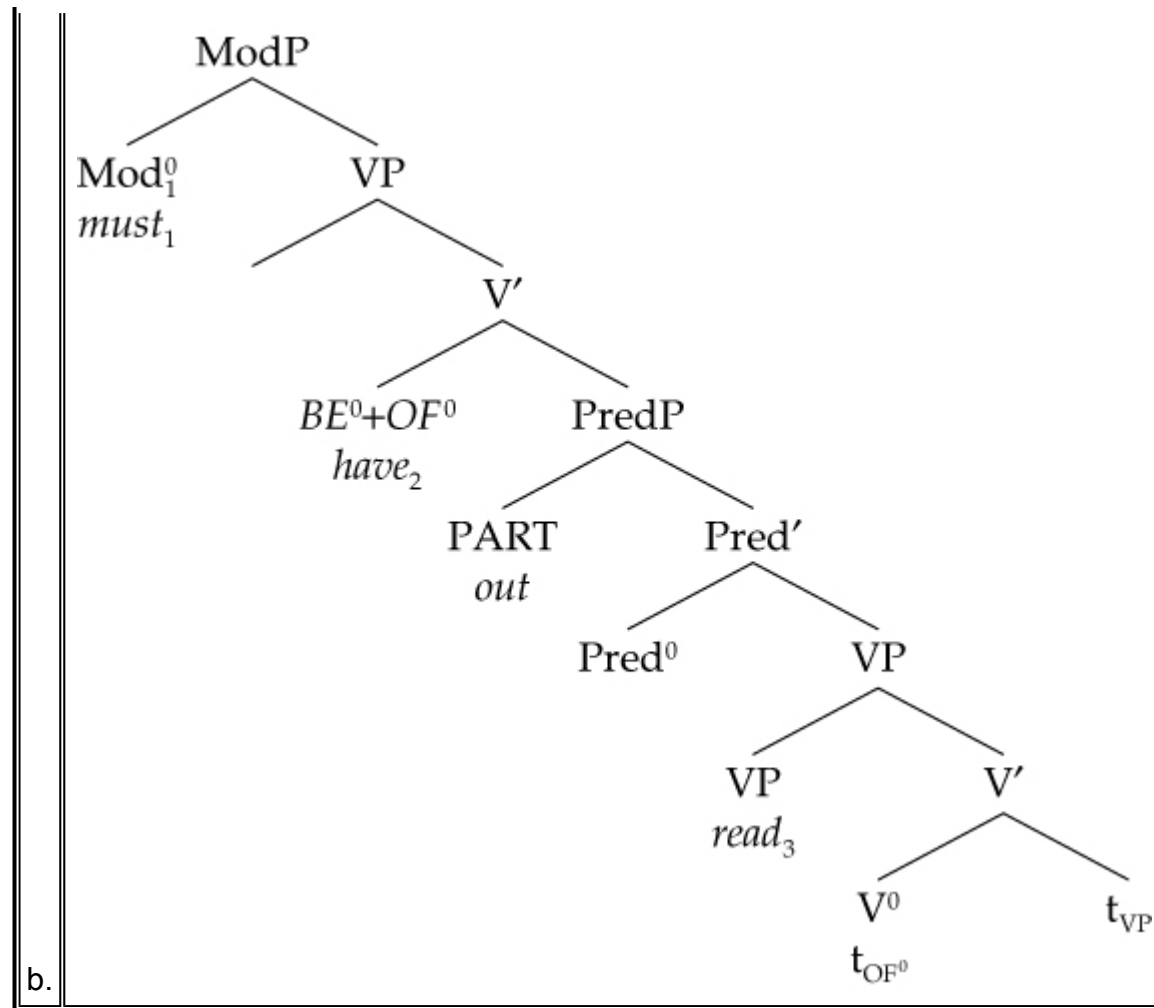 ModP
Mod⁰₁ VP
must₁
V′
BE⁰+OF⁰ PredP
have₂
PART Pred′
out
Pred⁰ VP
VP V′
read₃
V⁰ t_VP
t_OF⁰
b.